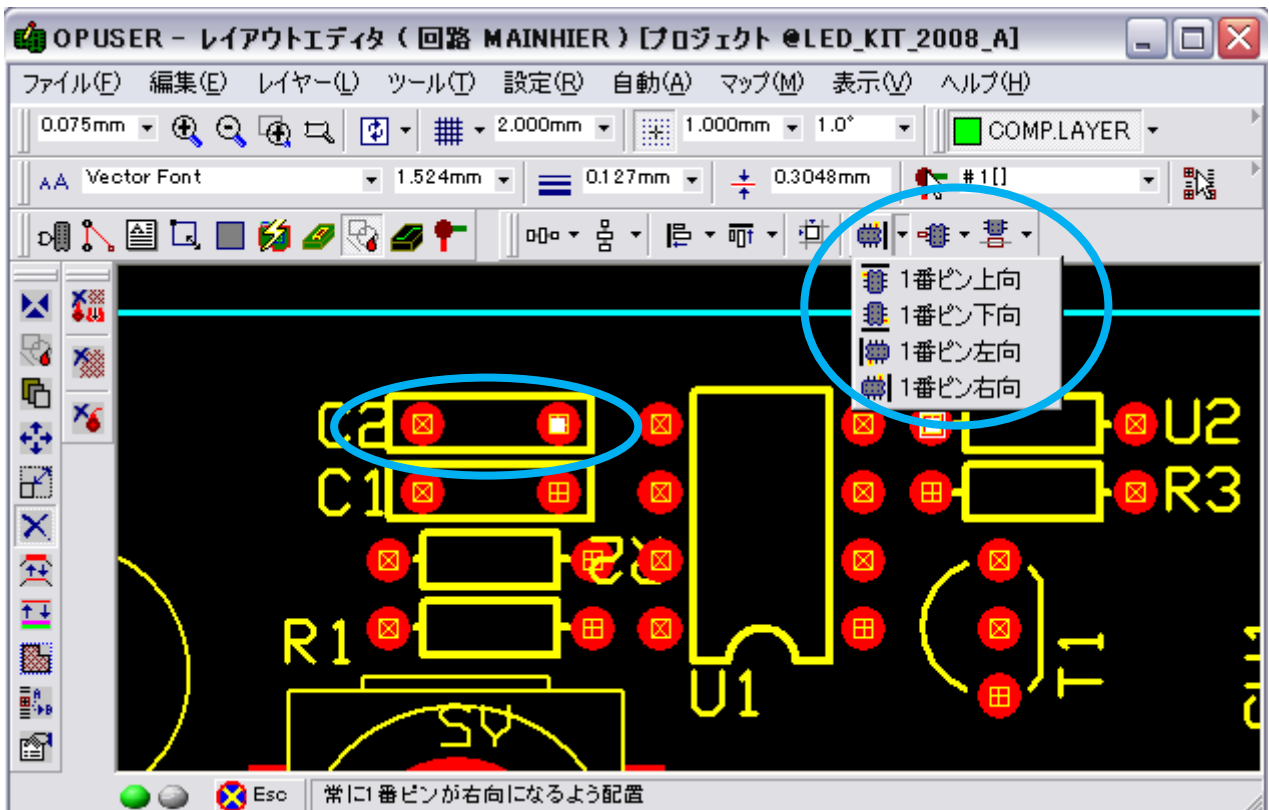 OPUSER - レイアウトエディタ ( 回路 MAINHIER ) [プロジェクト @LED_KIT_2008_A]
ファイル(F) 編集(E) レイヤー(L) ツール(T) 設定(R) 自動(A) マップ(M) 表示(V) ヘルプ(H)
0.075mm 2.000mm 1.000mm 1.0° COMP.LAYER
AA Vector Font 1.524mm 0.127mm 0.3048mm #1[]
1番ピン上向
1番ピン下向
1番ピン左向
1番ピン右向
C2 U2
C1 R3
R2
R1 T1
U1
SV
Esc 常に1番ピンが右向になるよう配置